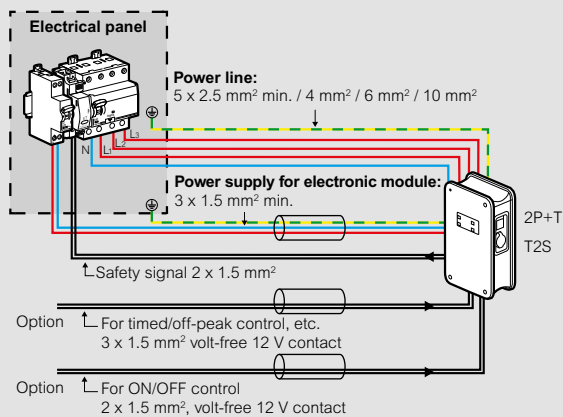 Electrical panel
Power line:
5 x 2.5 mm² min. / 4 mm² / 6 mm² / 10 mm²
N
L1
L2
L3
Power supply for electronic module:
3 x 1.5 mm² min.
2P+T
T2S
Safety signal 2 x 1.5 mm²
Option
For timed/off-peak control, etc.
3 x 1.5 mm² volt-free 12 V contact
Option
For ON/OFF control
2 x 1.5 mm², volt-free 12 V contact